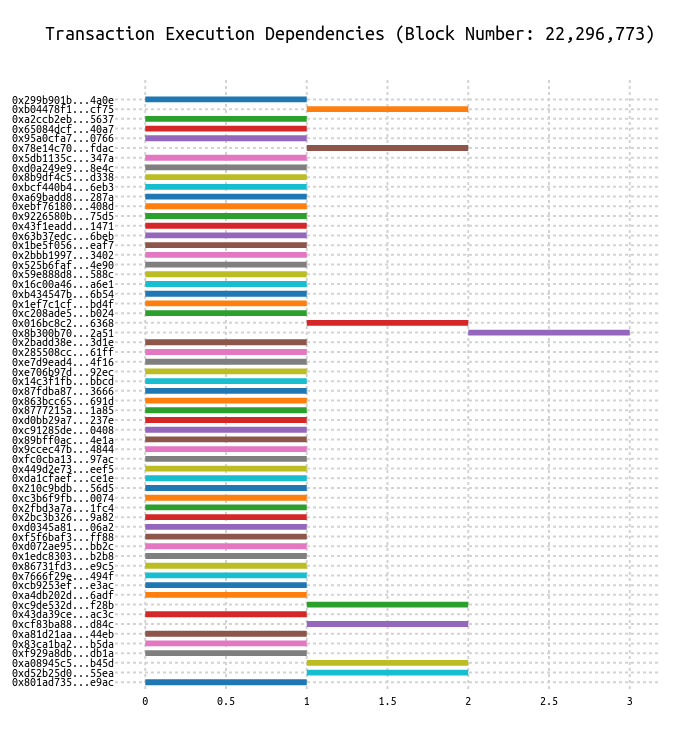 Transaction Execution Dependencies (Block Number: 22,296,773)
0x299b901b...4a0e
0xb04478f1...cf75
0xa2ccb2eb...5637
0x65084dcf...40a7
0x95a0cfa7...0766
0x78e14c70...fdac
0x5db1135c...347a
0xd0a249e9...8e4c
0x8b9df4c5...d338
0xbcf440b4...6eb3
0xa69badd8...287a
0xebf76180...408d
0x9226580b...75d5
0x43f1eadd...1471
0x63b37edc...6beb
0x1be5f056...eaf7
0x2bbb1997...3402
0x525b6faf...4e90
0x59e888d8...588c
0x16c00a46...a6e1
0xb434547b...6b54
0x1ef7c1cf...bd4f
0xc208ade5...b024
0x016bc8c2...6368
0x8b300b70...2a51
0x2badd38e...3d1e
0x285508cc...61ff
0xe7d9ead4...4f16
0xe706b97d...92ec
0x14c3f1fb...bbcd
0x87fdba87...3666
0x863bcc65...691d
0x8777215a...1a85
0xd0bb29a7...237e
0xc91285de...0408
0x89bff0ac...4e1a
0x9ccec47b...4844
0xfc0cba13...97ac
0x449d2e73...eef5
0xda1cfaef...ce1e
0x210c9bdb...56d5
0xc3b6f9fb...0074
0x2fbd3a7a...1fc4
0x2bc3b326...9a82
0xd0345a81...06a2
0xf5f6baf3...ff88
0xd072ae95...bb2c
0x1edc8303...b2b8
0x86731fd3...e9c5
0x7666f29e...494f
0xcb9253ef...e3ac
0xa4db202d...6adf
0xc9de532d...f28b
0x43da39ce...ac3c
0xcf83ba88...d84c
0xa81d21aa...44eb
0x83ca1ba2...b5da
0xf929a8db...db1a
0xa08945c5...b45d
0xd52b25d0...55ea
0x801ad735...e9ac
0 0.5 1 1.5 2 2.5 3